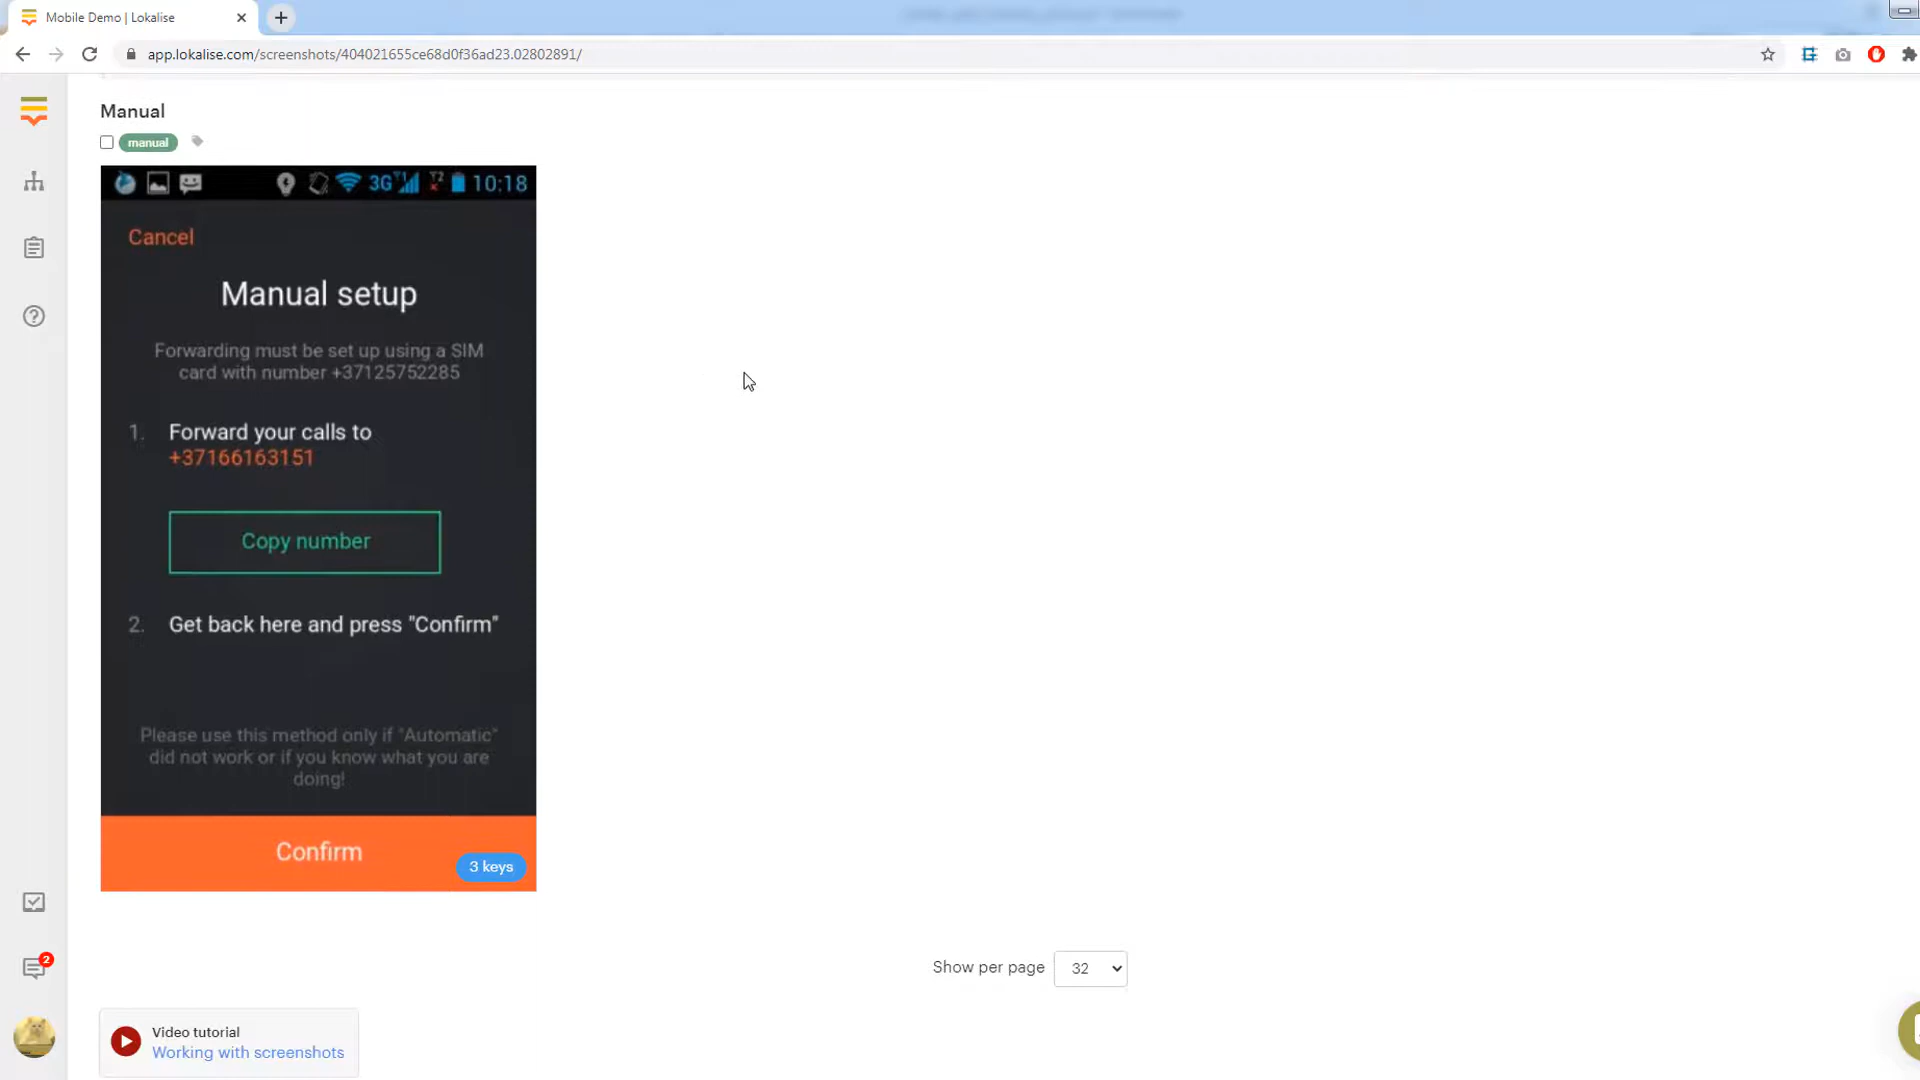 Mobile Demo | Lokalise
app.lokalise.com/screenshots/404021655ce68d0f36ad23.02802891/
Manual
manual
3G T1 T2 10:18
Cancel
Manual setup
Forwarding must be set up using a SIM
card with number +37125752285
1. Forward your calls to
+37166163151
Copy number
2. Get back here and press "Confirm"
Please use this method only if "Automatic"
did not work or if you know what you are
doing!
Confirm
3 keys
Show per page 32
2
Video tutorial
Working with screenshots